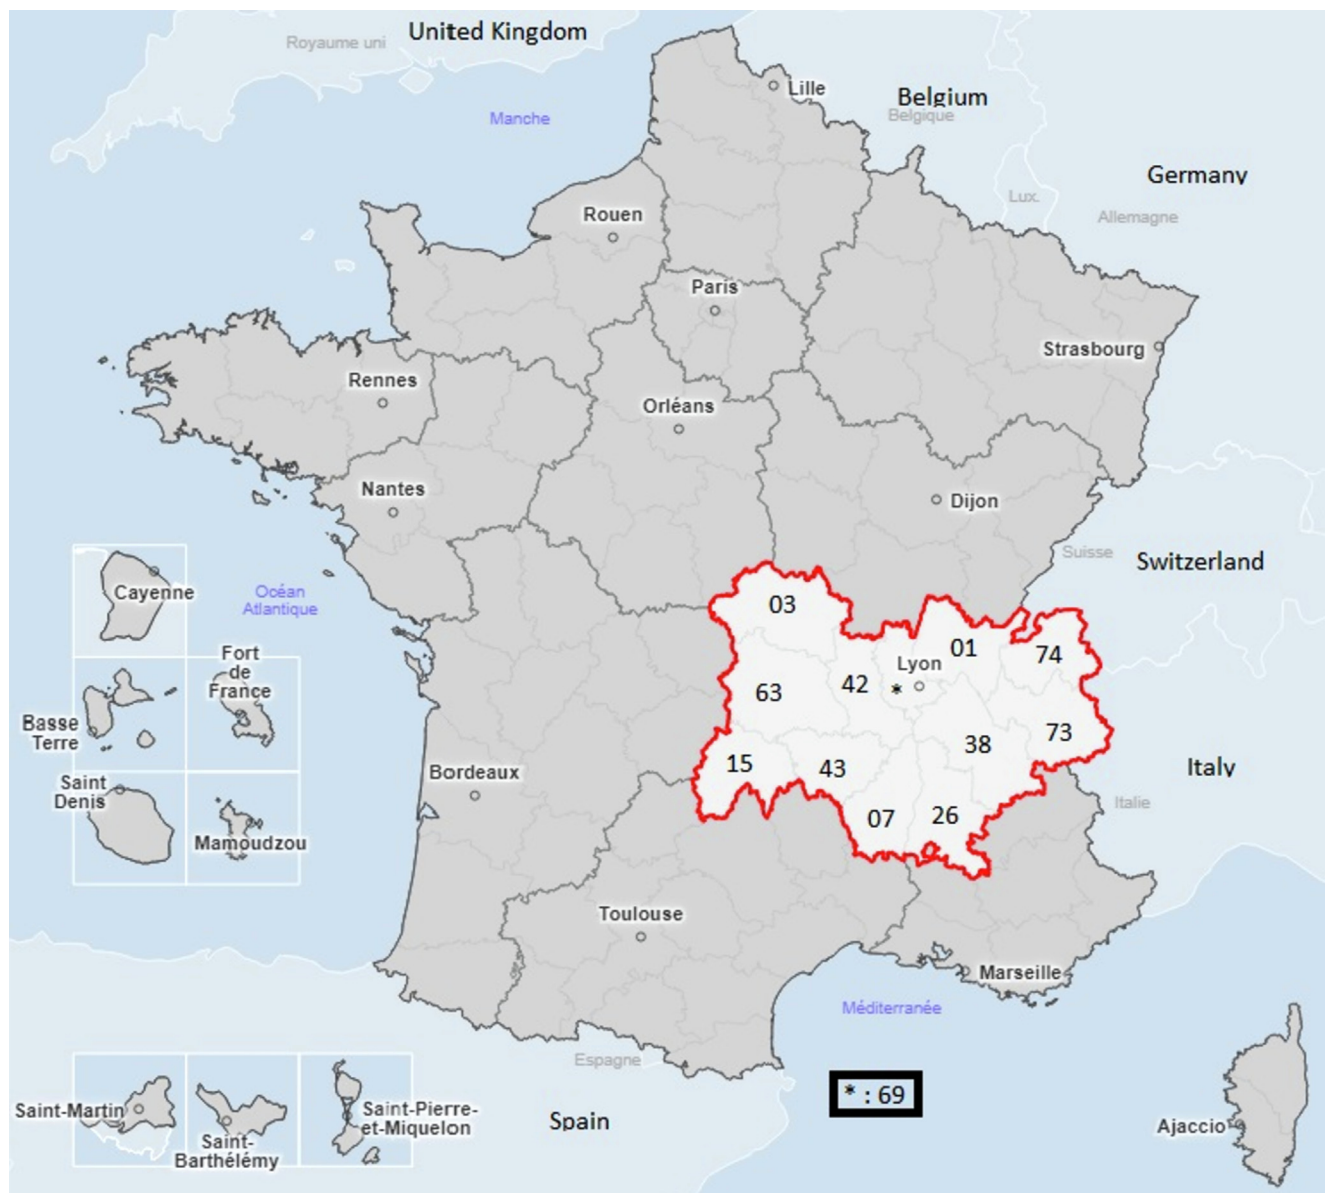 United Kingdom
Royaume uni
Lille
Belgium
Belgique
Manche
Germany
Lux.
Allemagne
Rouen
Paris
Strasbourg
Rennes
Orléans
Nantes
Dijon
Suisse
Switzerland
Cayenne
Océan
Atlantique
03
01
74
Lyon
Fort
de
France
63
42
*
Basse
Terre
73
38
15
43
Bordeaux
Italy
Saint
Denis
Italie
07
26
Mamoudzou
Toulouse
Marseille
Méditerranée
Espagne
* : 69
Saint-Martin
Saint-
Barthélémy
Saint-Pierre-
et-Miquelon
Spain
Ajaccio